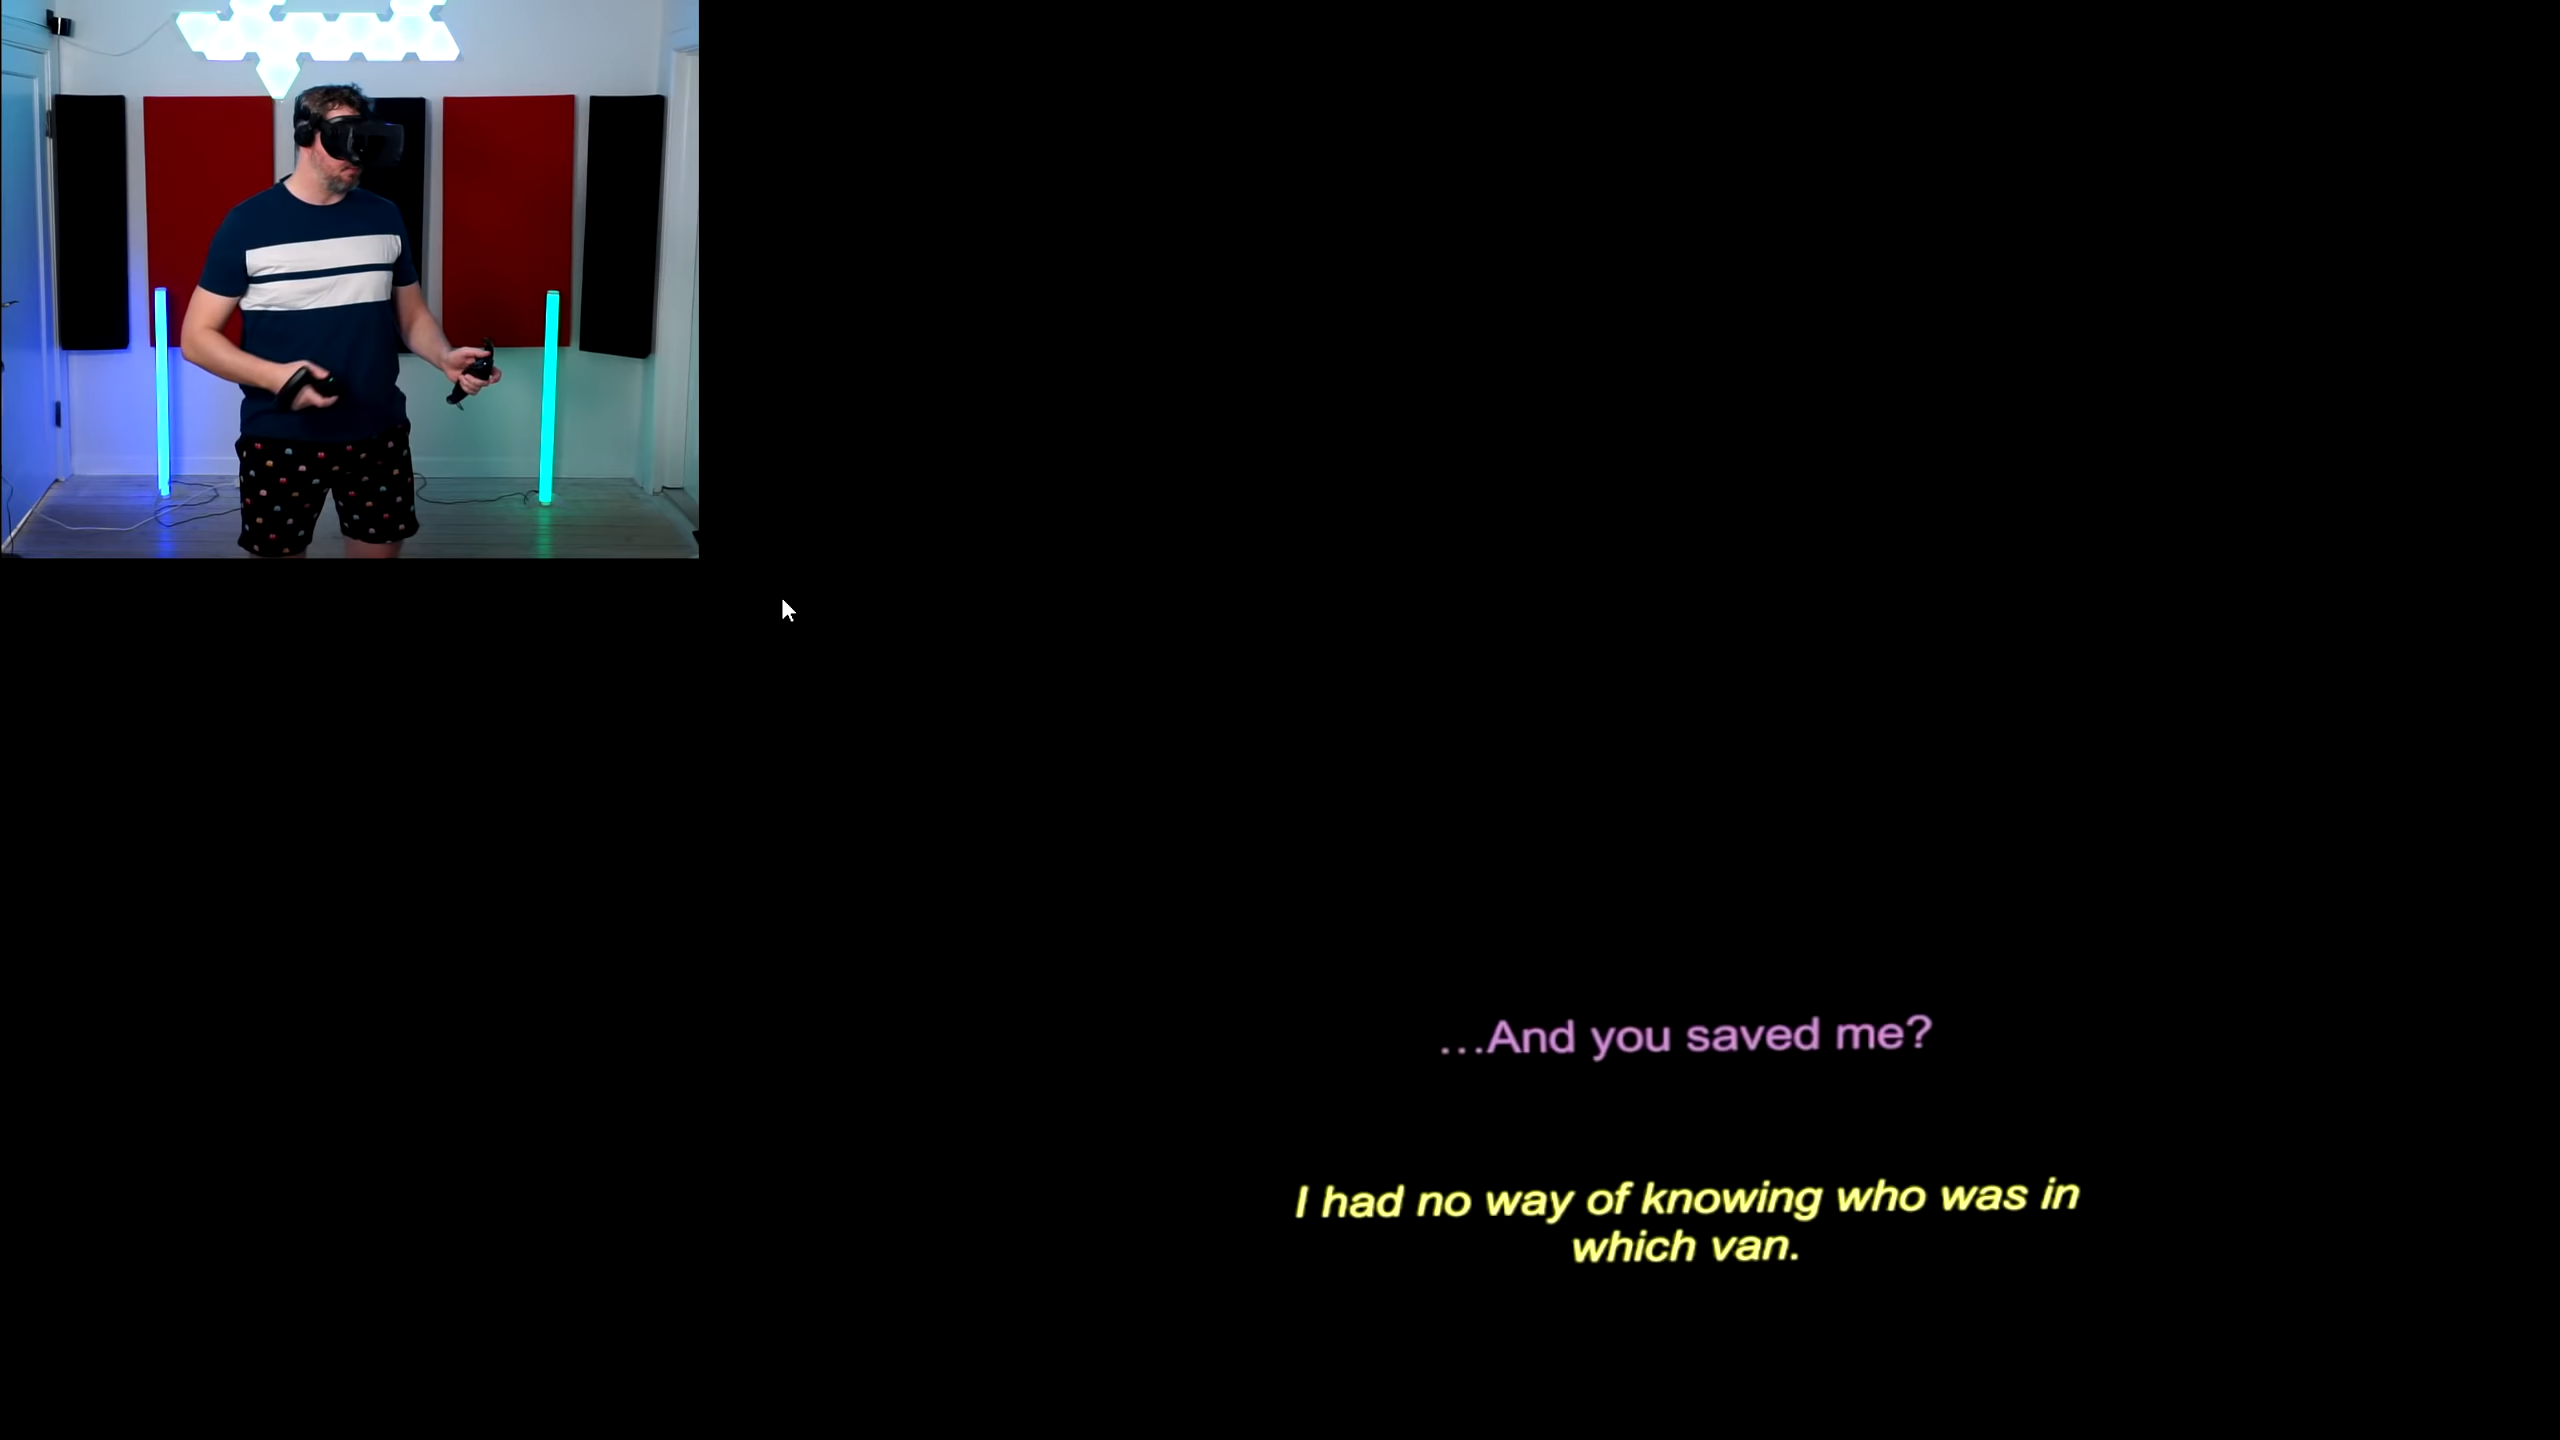 ...And you saved me?
I had no way of knowing who was in
which van.